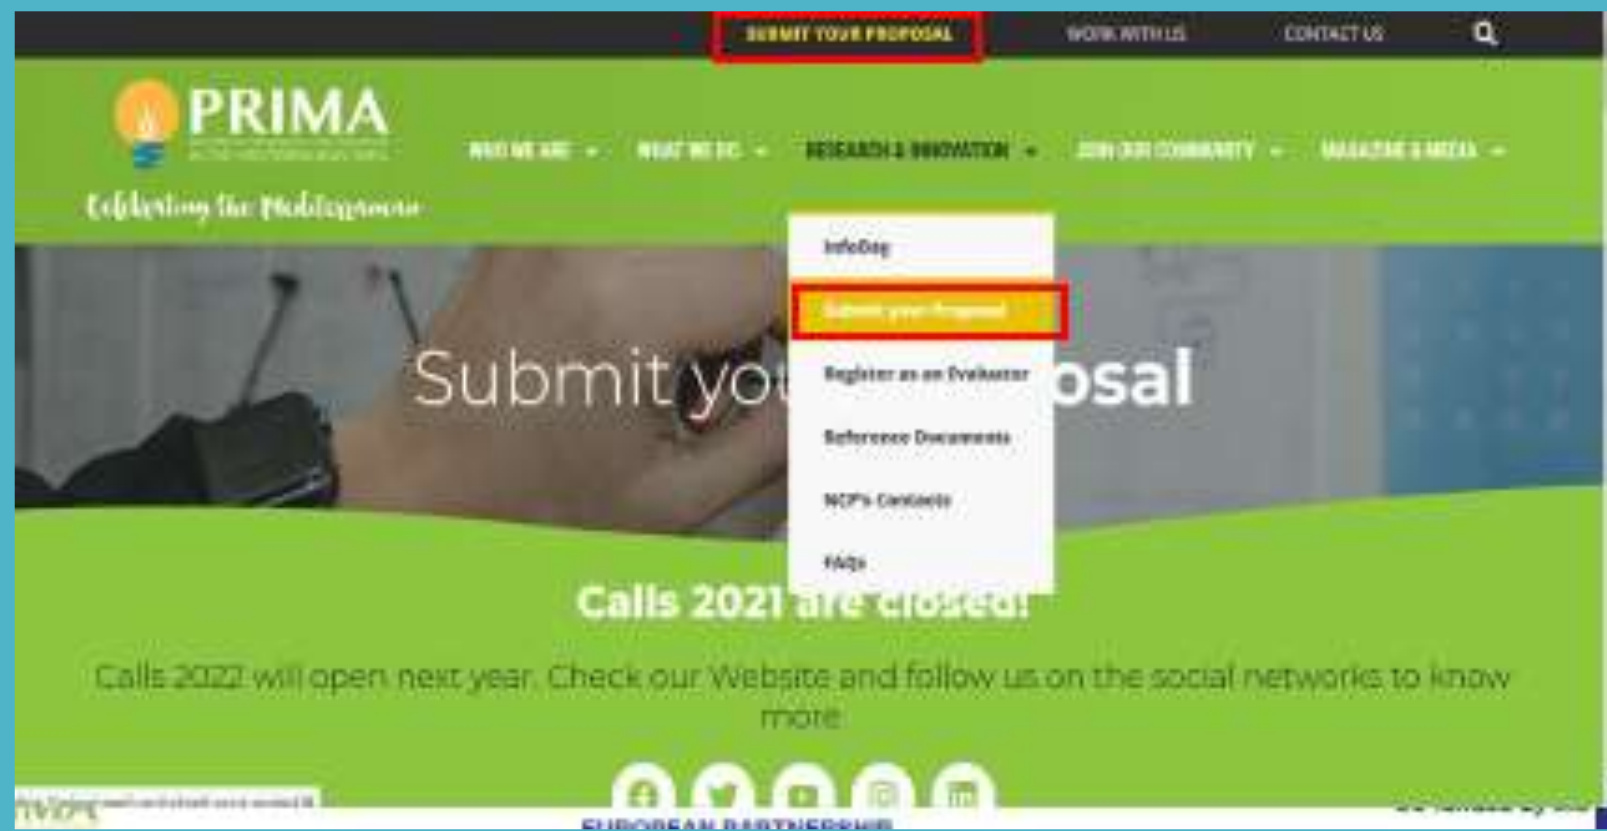 SUBMIT YOUR PROPOSAL WORK WITH US CONTACT US
PRIMA
WHO WE ARE WHAT WE DO RESEARCH & INNOVATION JOIN OUR COMMUNITY MAGAZINE & MEDIA
Celebrating the Mediterranean
InfoDay
Submit your Proposal
Submit you osal
Register as an Evaluator
Reference Documents
NCP's Contacts
FAQs
Calls 2021 are closed!
Calls 2022 will open next year. Check our Website and follow us on the social networks to know
more
EUROPEAN PARTNERSHIP